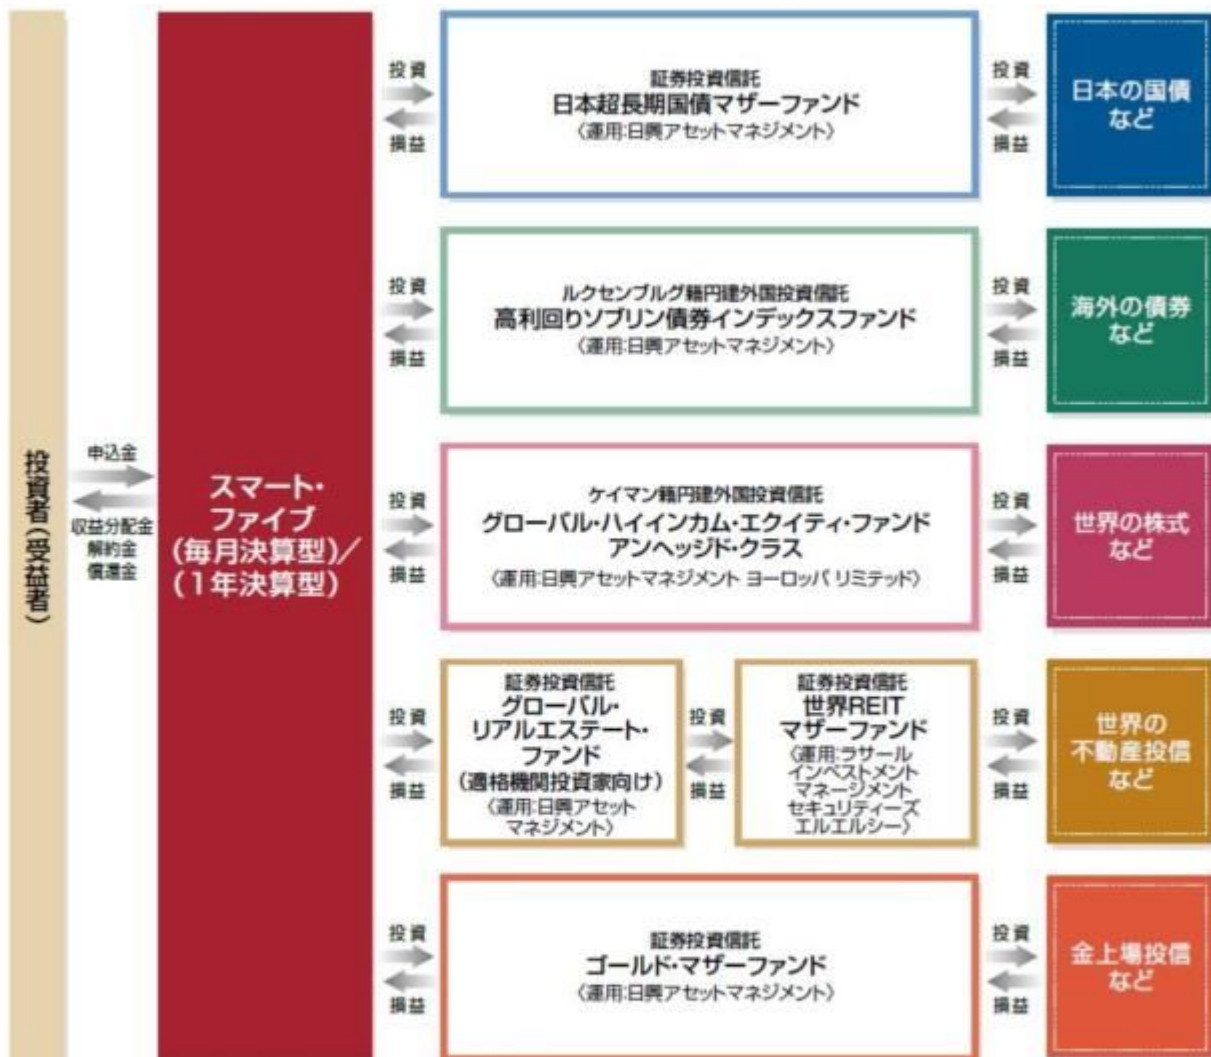 投資者(受益者)
申込金
収益分配金
解約金
償還金
スマート・
ファイブ
(毎月決算型)／
(1年決算型)
投資
損益
証券投資信託
日本超長期国債マザーファンド
〈運用:日興アセットマネジメント〉
投資
損益
日本の国債
など
投資
損益
ルクセンブルグ籍円建外国投資信託
高利回りソブリン債券インデックスファンド
〈運用:日興アセットマネジメント〉
投資
損益
海外の債券
など
投資
損益
ケイマン籍円建外国投資信託
グローバル・ハイインカム・エクイティ・ファンド
アンヘッジド・クラス
〈運用:日興アセットマネジメント ヨーロッパ リミテッド〉
投資
損益
世界の株式
など
投資
損益
証券投資信託
グローバル・
リアルエステート・
ファンド
(適格機関投資家向け)
〈運用:日興アセット
マネジメント〉
投資
損益
証券投資信託
世界REIT
マザーファンド
〈運用:ラサール
インベストメント
マネージメント
セキュリティーズ
エルエルシー〉
投資
損益
世界の
不動産投信
など
投資
損益
証券投資信託
ゴールド・マザーファンド
〈運用:日興アセットマネジメント〉
投資
損益
金上場投信
など